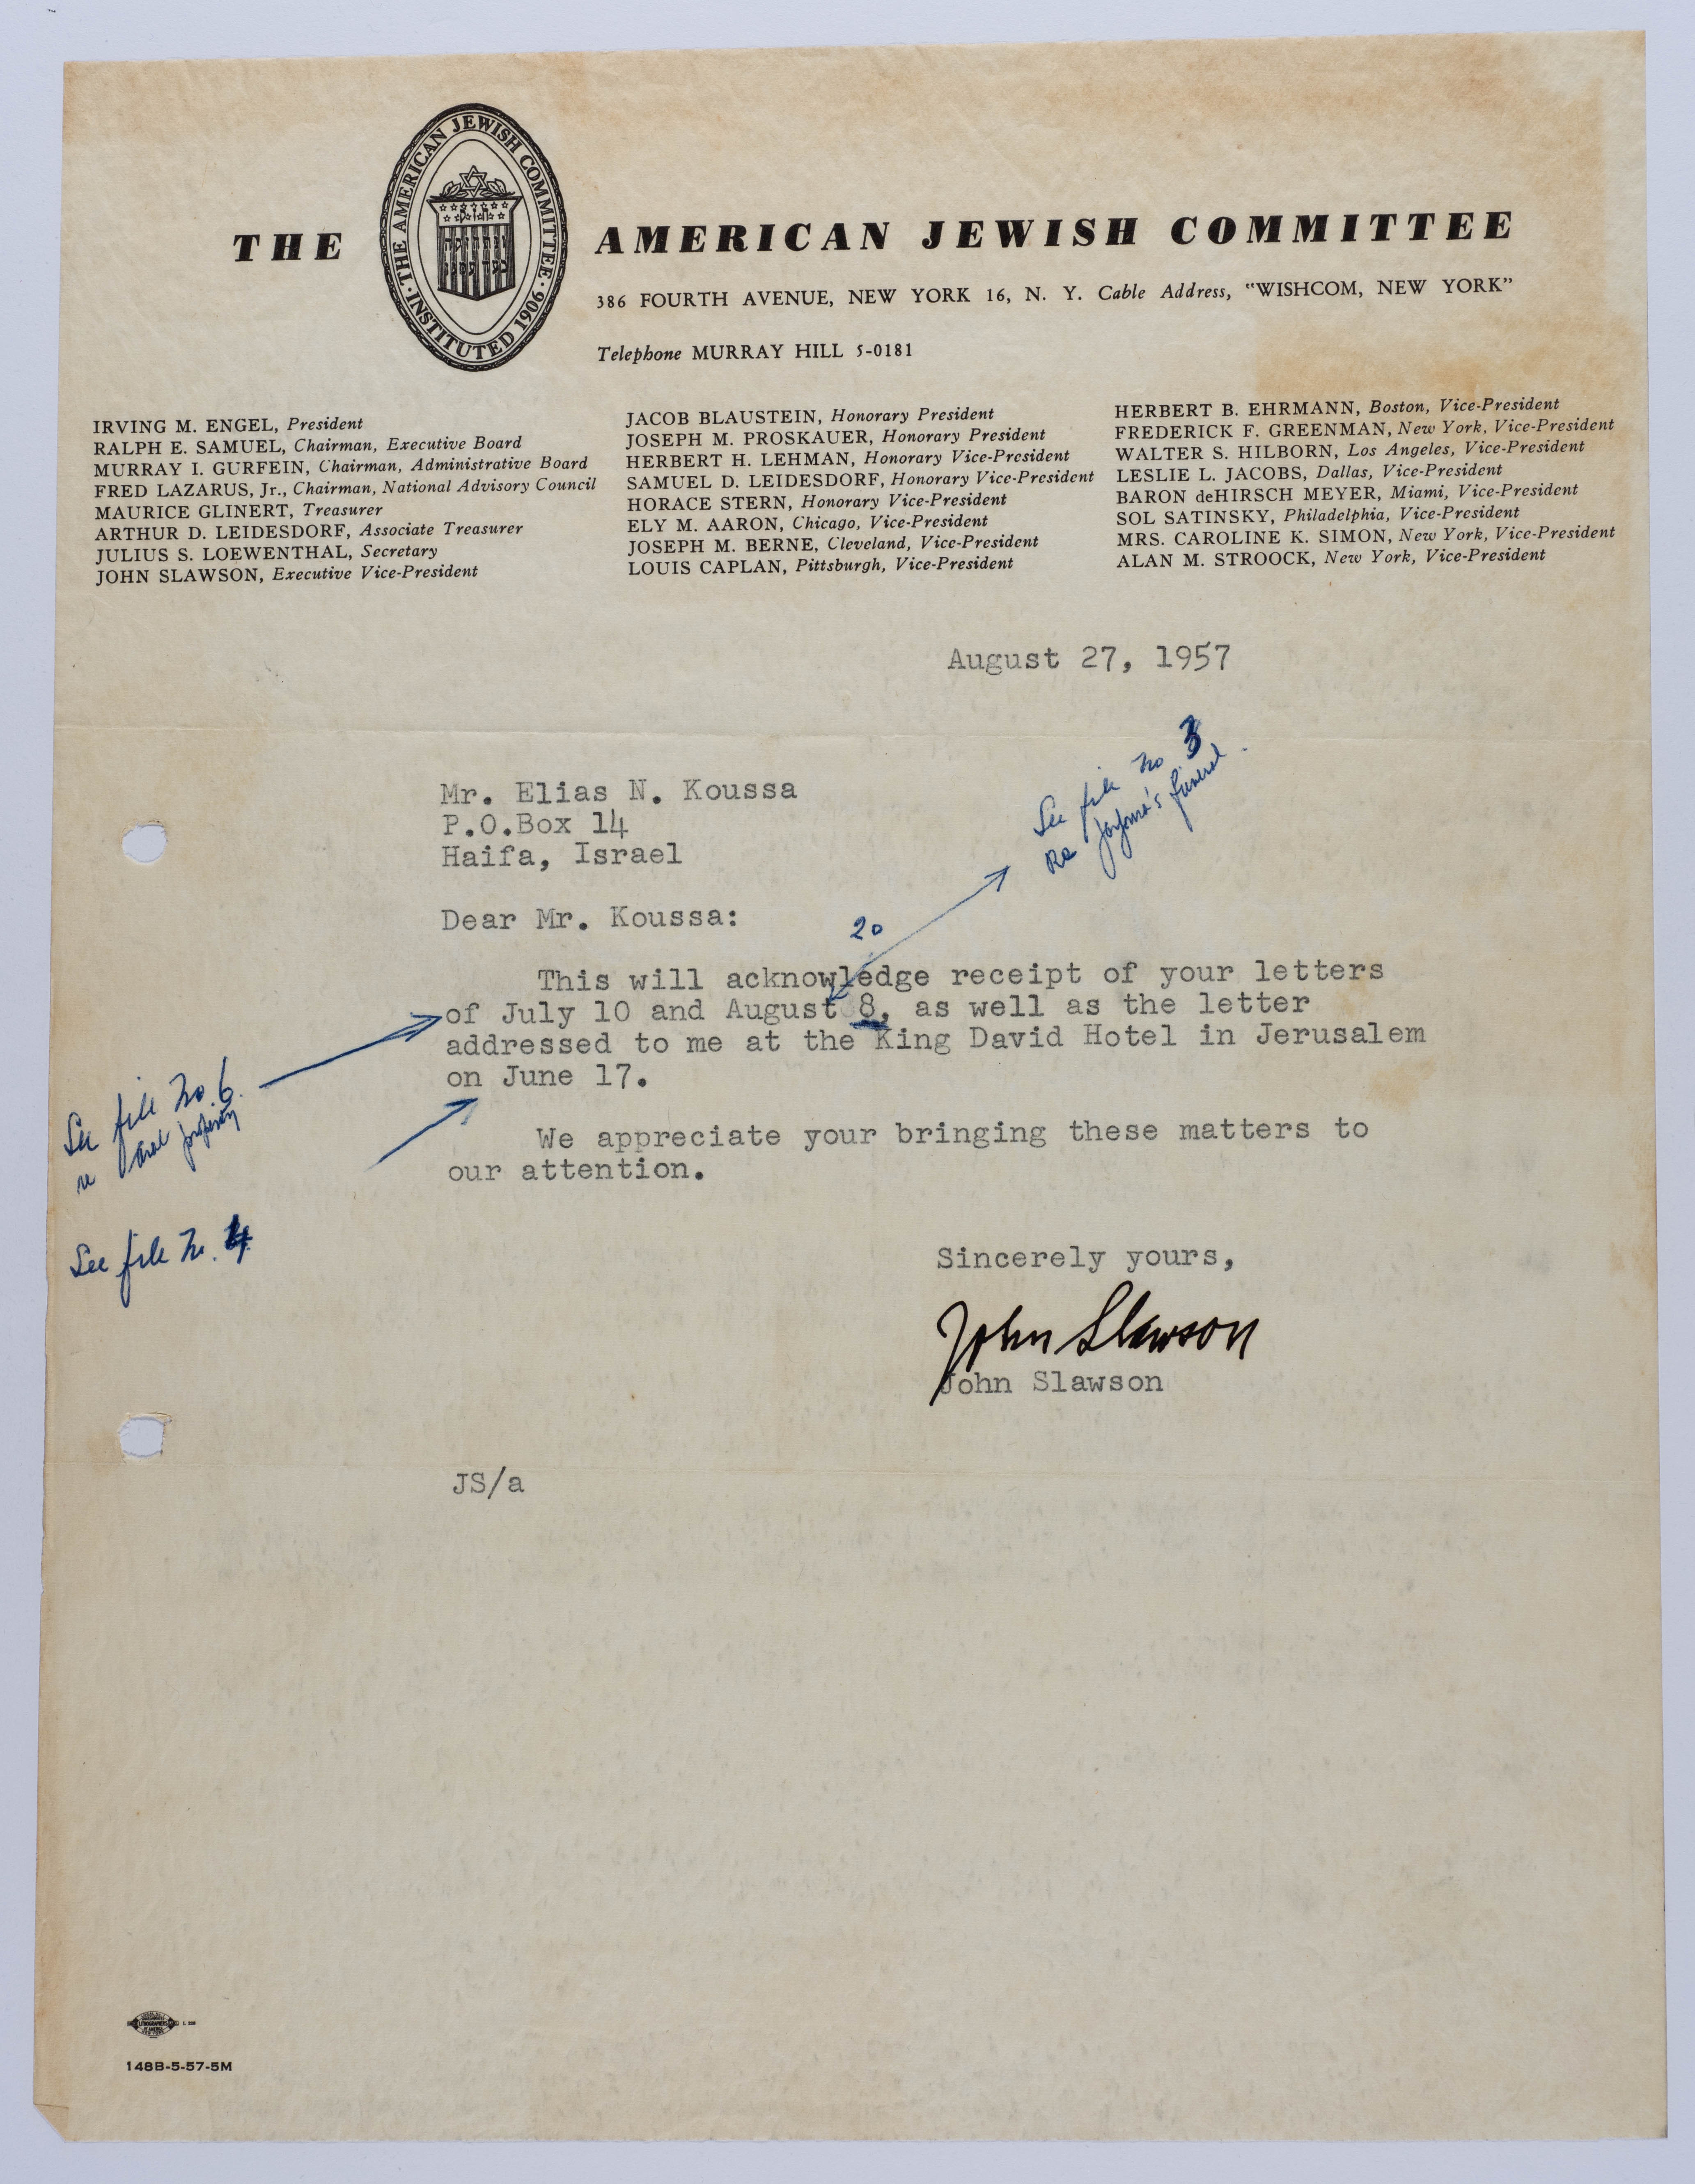 THE AMERICAN JEWISH COMMITTEE
THE AMERICAN JEWISH COMMITTEE · INSTITUTED 1906 ·
386 FOURTH AVENUE, NEW YORK 16, N. Y. Cable Address, "WISHCOM, NEW YORK"
Telephone MURRAY HILL 5-0181
IRVING M. ENGEL, President
RALPH E. SAMUEL, Chairman, Executive Board
MURRAY I. GURFEIN, Chairman, Administrative Board
FRED LAZARUS, Jr., Chairman, National Advisory Council
MAURICE GLINERT, Treasurer
ARTHUR D. LEIDESDORF, Associate Treasurer
JULIUS S. LOEWENTHAL, Secretary
JOHN SLAWSON, Executive Vice-President
JACOB BLAUSTEIN, Honorary President
JOSEPH M. PROSKAUER, Honorary President
HERBERT H. LEHMAN, Honorary Vice-President
SAMUEL D. LEIDESDORF, Honorary Vice-President
HORACE STERN, Honorary Vice-President
ELY M. AARON, Chicago, Vice-President
JOSEPH M. BERNE, Cleveland, Vice-President
LOUIS CAPLAN, Pittsburgh, Vice-President
HERBERT B. EHRMANN, Boston, Vice-President
FREDERICK F. GREENMAN, New York, Vice-President
WALTER S. HILBORN, Los Angeles, Vice-President
LESLIE L. JACOBS, Dallas, Vice-President
BARON deHIRSCH MEYER, Miami, Vice-President
SOL SATINSKY, Philadelphia, Vice-President
MRS. CAROLINE K. SIMON, New York, Vice-President
ALAN M. STROOCK, New York, Vice-President
August 27, 1957
See file No 3
Re funeral
Mr. Elias N. Koussa
P.O.Box 14
Haifa, Israel
Dear Mr. Koussa:
20
This will acknowledge receipt of your letters
of July 10 and August 8, as well as the letter
addressed to me at the King David Hotel in Jerusalem
on June 17.
See file No. 6
re property
We appreciate your bringing these matters to
our attention.
See file No. 4
Sincerely yours,
John Slawson
John Slawson
JS/a
148B-5-57-5M